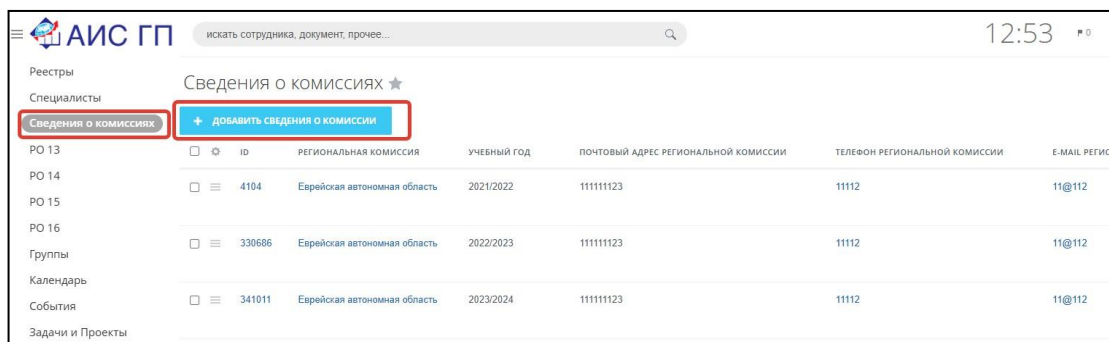 АИС ГП
искать сотрудника, документ, прочее...
12:53
0
Реестры
Специалисты
Сведения о комиссиях
РО 13
РО 14
РО 15
РО 16
Группы
Календарь
События
Задачи и Проекты
Сведения о комиссиях
+ ДОБАВИТЬ СВЕДЕНИЯ О КОМИССИИ
ID РЕГИОНАЛЬНАЯ КОМИССИЯ УЧЕБНЫЙ ГОД ПОЧТОВЫЙ АДРЕС РЕГИОНАЛЬНОЙ КОМИССИИ ТЕЛЕФОН РЕГИОНАЛЬНОЙ КОМИССИИ E-MAIL РЕГИО
4104 Еврейская автономная область 2021/2022 111111123 11112 11@112
330686 Еврейская автономная область 2022/2023 111111123 11112 11@112
341011 Еврейская автономная область 2023/2024 111111123 11112 11@112